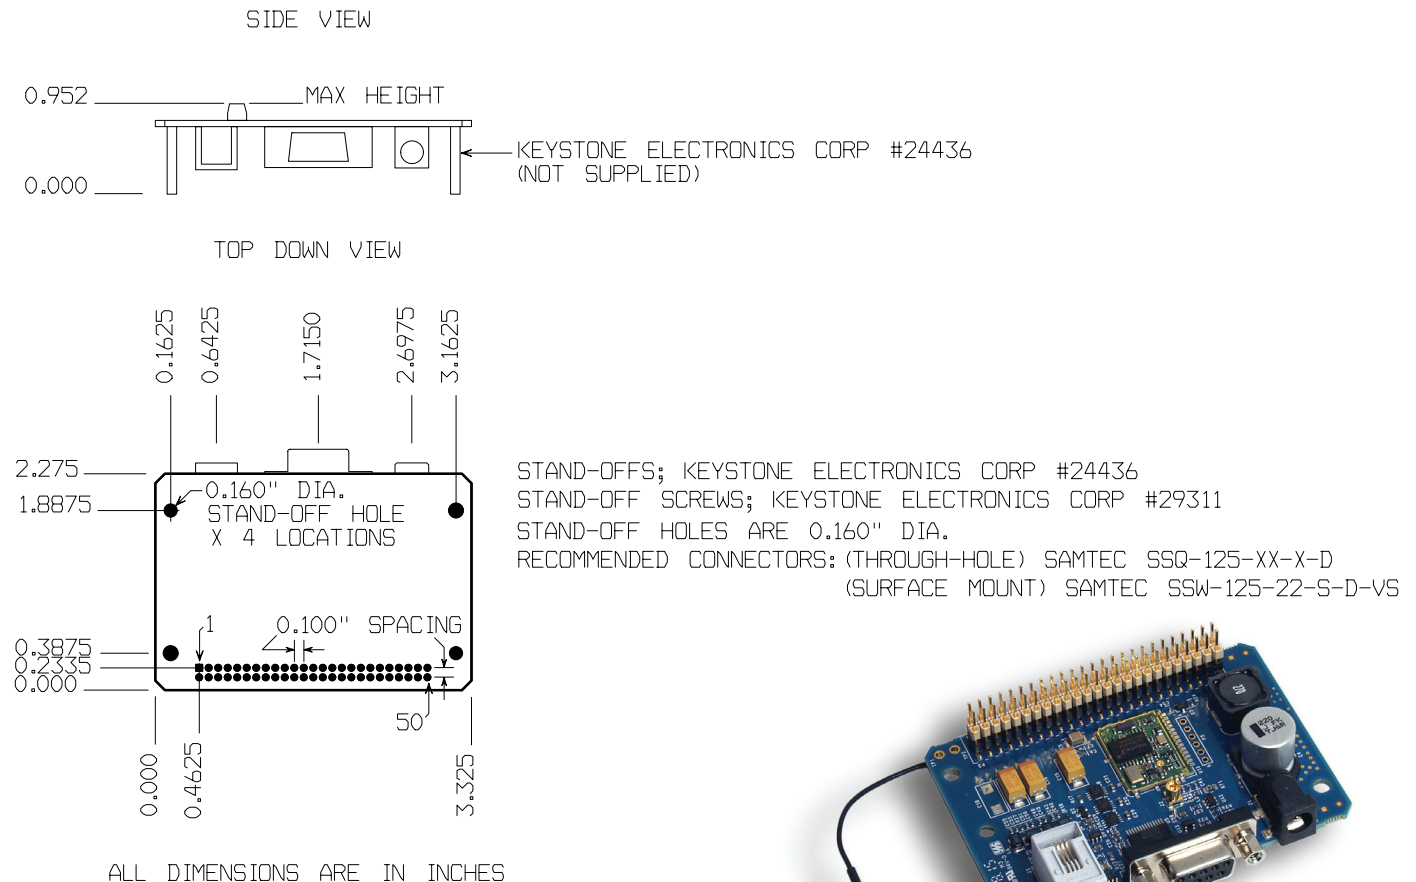 SIDE VIEW
0.952
MAX HEIGHT
KEYSTONE ELECTRONICS CORP #24436
(NOT SUPPLIED)
0.000
TOP DOWN VIEW
0.1625
0.6425
1.7150
2.6975
3.1625
2.275
1.8875
0.160" DIA.
STAND-OFF HOLE
X 4 LOCATIONS
STAND-OFFS; KEYSTONE ELECTRONICS CORP #24436
STAND-OFF SCREWS; KEYSTONE ELECTRONICS CORP #29311
STAND-OFF HOLES ARE 0.160" DIA.
RECOMMENDED CONNECTORS: (THROUGH-HOLE) SAMTEC SSQ-125-XX-X-D
(SURFACE MOUNT) SAMTEC SSW-125-22-S-D-VS
1
0.100" SPACING
0.3875
0.2335
0.000
50
0.000
0.4625
3.325
270
220
FK
ALL DIMENSIONS ARE IN INCHES